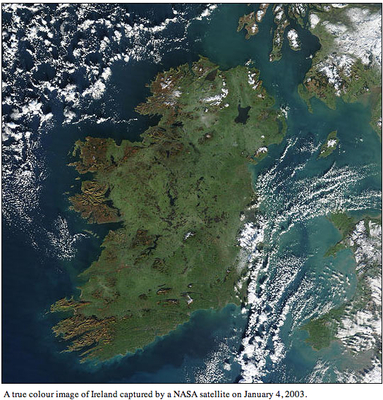 A true colour image of Ireland captured by a NASA satellite on January 4, 2003.